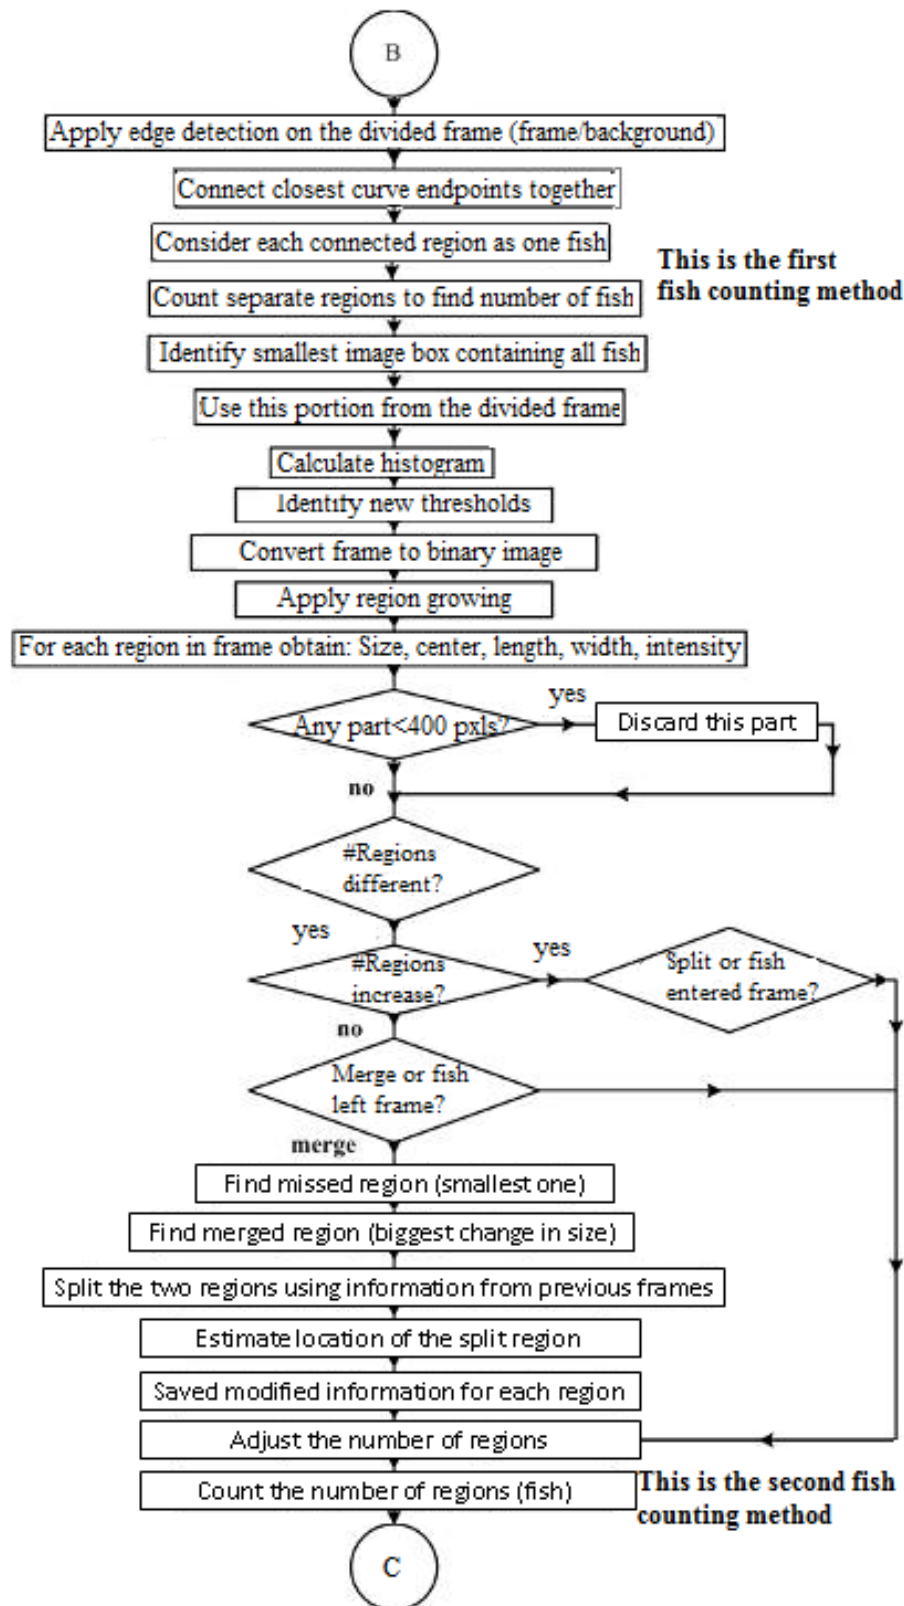 B
Apply edge detection on the divided frame (frame/background)
Connect closest curve endpoints together
Consider each connected region as one fish
This is the first
fish counting method
Count separate regions to find number of fish
Identify smallest image box containing all fish
Use this portion from the divided frame
Calculate histogram
Identify new thresholds
Convert frame to binary image
Apply region growing
For each region in frame obtain: Size, center, length, width, intensity
Any part<400 pxls?
yes
Discard this part
no
#Regions
different?
yes
#Regions
increase?
yes
Split or fish
entered frame?
no
Merge or fish
left frame?
merge
Find missed region (smallest one)
Find merged region (biggest change in size)
Split the two regions using information from previous frames
Estimate location of the split region
Saved modified information for each region
Adjust the number of regions
Count the number of regions (fish)
This is the second fish
counting method
C